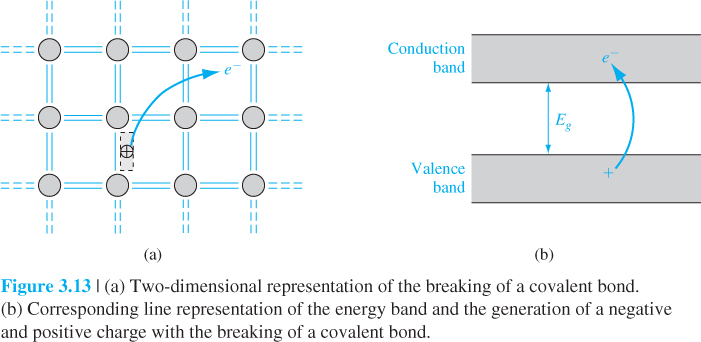 e⁻
Conduction
band
e⁻
E_g
Valence
band
+
(a)
(b)
Figure 3.13 | (a) Two-dimensional representation of the breaking of a covalent bond.
(b) Corresponding line representation of the energy band and the generation of a negative
and positive charge with the breaking of a covalent bond.